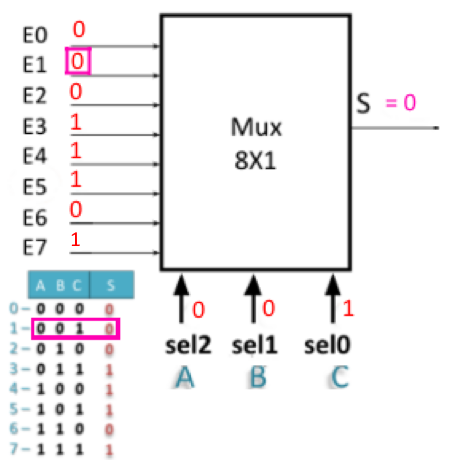 E0 0
E1 0
E2 0
E3 1
E4 1
E5 1
E6 0
E7 1
Mux
8X1
S = 0
0 0 1
sel2 sel1 sel0
A B C
A B C S
0- 0 0 0 0
1- 0 0 1 0
2- 0 1 0 0
3- 0 1 1 1
4- 1 0 0 1
5- 1 0 1 1
6- 1 1 0 0
7- 1 1 1 1